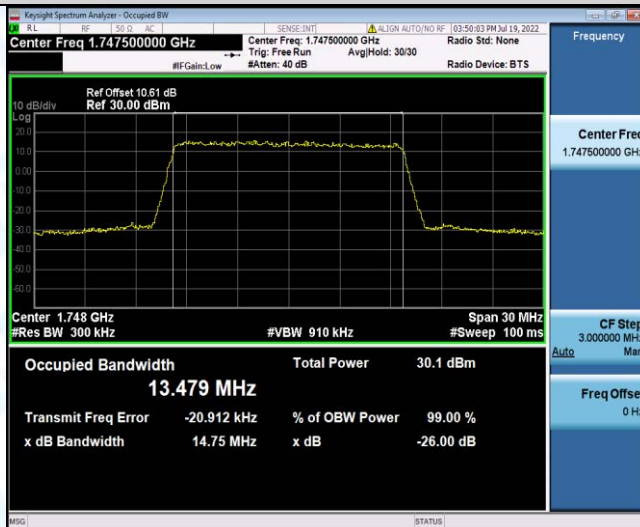 Keysight Spectrum Analyzer - Occupied BW
RL RF 50 Ω AC SENSE:INT ALIGN AUTO/NO RF 03:50:03 PM Jul 19, 2022
Center Freq 1.747500000 GHz
Center Freq: 1.747500000 GHz
Radio Std: None
Trig: Free Run Avg|Hold: 30/30
#IFGain:Low
#Atten: 40 dB
Radio Device: BTS
Frequency
Ref Offset 10.61 dB
10 dB/div Ref 30.00 dBm
Log
20.0
10.0
0.00
-10.0
-20.0
-30.0
-40.0
-50.0
-60.0
Center Freq
1.747500000 GHz
Center 1.748 GHz
Span 30 MHz
#Res BW 300 kHz
#VBW 910 kHz
#Sweep 100 ms
CF Step
3.000000 MHz
Auto Man
Freq Offset
0 Hz
Occupied Bandwidth
13.479 MHz
Total Power 30.1 dBm
Transmit Freq Error -20.912 kHz
% of OBW Power 99.00 %
x dB Bandwidth 14.75 MHz
x dB -26.00 dB
MSG
STATUS